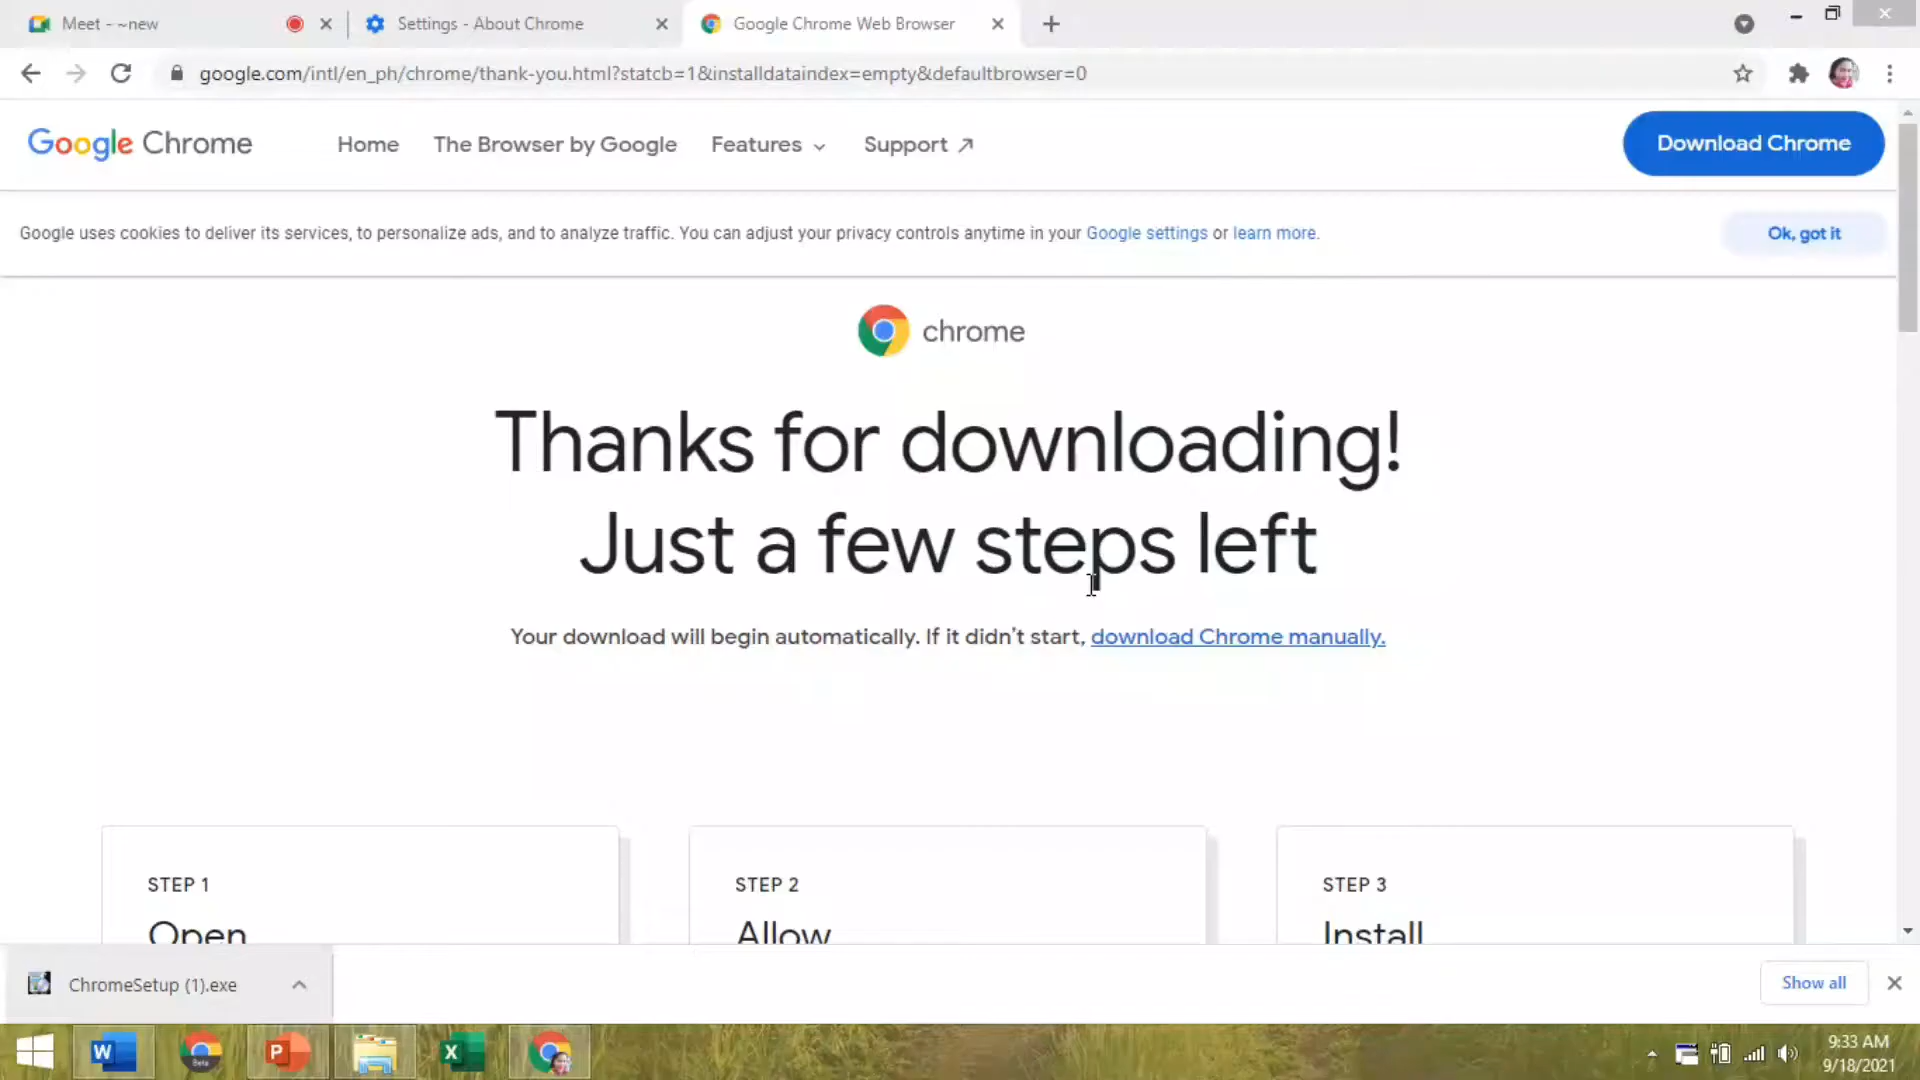 Meet - ~new
Settings - About Chrome
Google Chrome Web Browser
google.com/intl/en_ph/chrome/thank-you.html?statcb=1&installdataindex=empty&defaultbrowser=0
Google Chrome
Home
The Browser by Google
Features
Support
Download Chrome
Google uses cookies to deliver its services, to personalize ads, and to analyze traffic. You can adjust your privacy controls anytime in your Google settings or learn more.
Ok, got it
chrome
Thanks for downloading!
Just a few steps left
Your download will begin automatically. If it didn't start, download Chrome manually.
STEP 1
Open
STEP 2
Allow
STEP 3
Install
ChromeSetup (1).exe
Show all
W
Beta
P
X
9:33 AM
9/18/2021